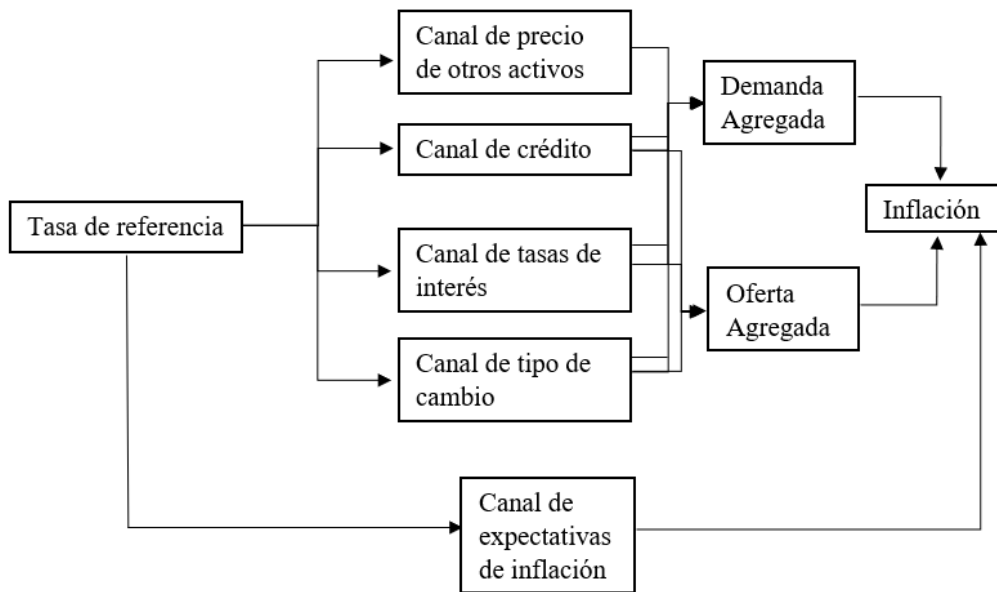 Canal de precio
de otros activos
Demanda
Agregada
Canal de crédito
Tasa de referencia
Inflación
Canal de tasas de
interés
Oferta
Agregada
Canal de tipo de
cambio
Canal de
expectativas
de inflación